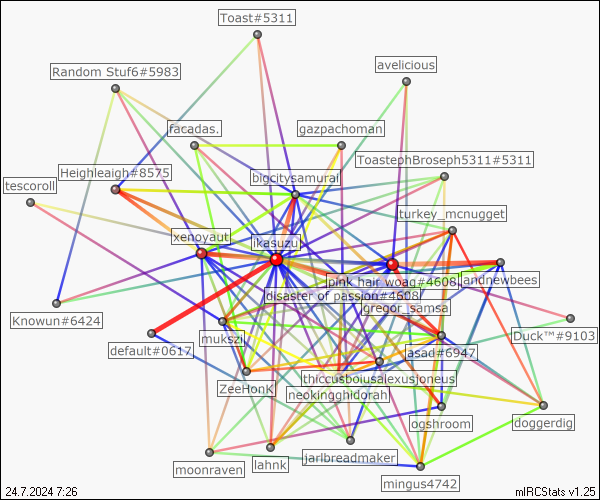 Toast#5311
avelicious
Random Stuf6#5983
facadas.
gazpachoman
ToastephBroseph5311#5311
Heighleaigh#8575
bigcitysamurai
tescoroll
turkey_mcnugget
xenoyaut
ikasuzu
pink hair woag#4608
landnewbees
disaster of passion#4608
gregor_samsa
Knowun#6424
mukszi
Duck™#9103
default#0617
asad#6947
thiccusboiusalexusjoneus
ZeeHonK
neokingghidorah
ogshroom
doggerdig
moonraven
lahnk
jarlbreadmaker
mingus4742
24.7.2024 7:26
mIRCStats v1.25